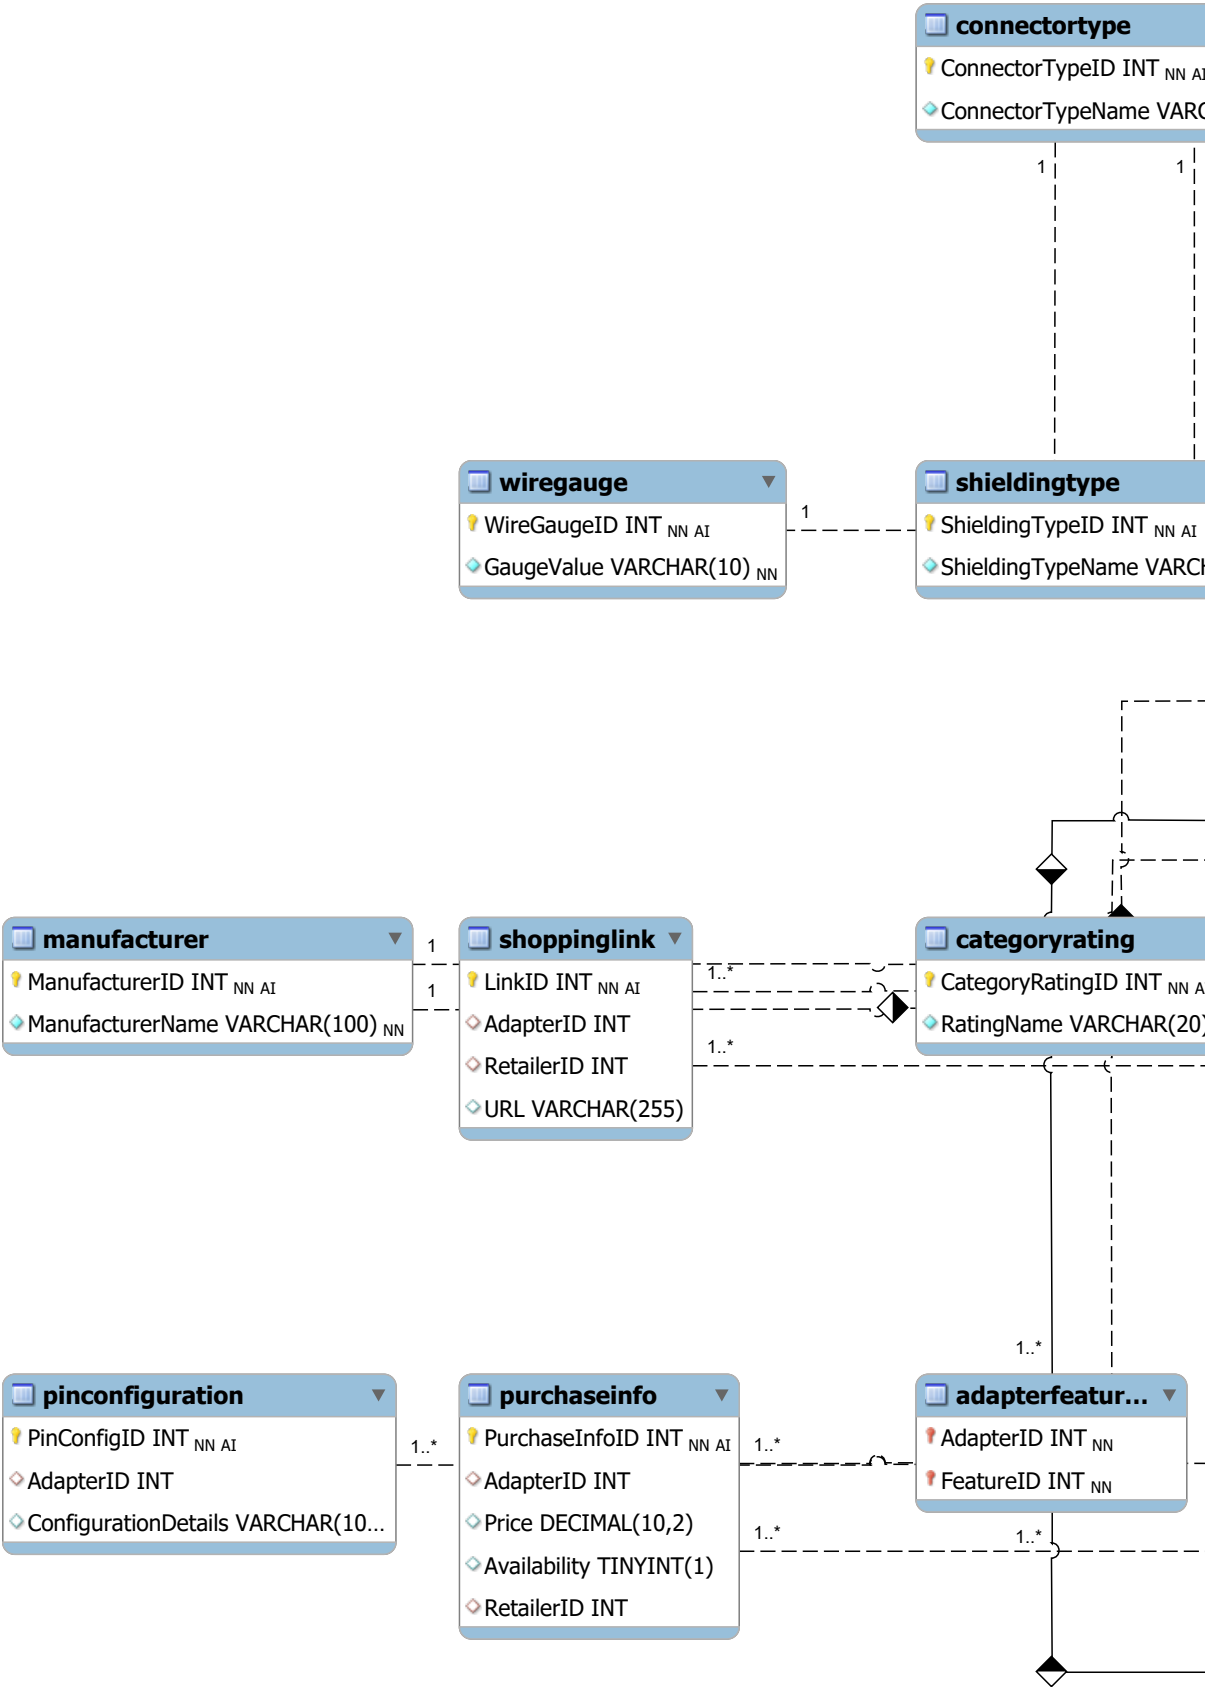 connectortype
ConnectorTypeID INT NN AI
ConnectorTypeName VARC
1
1
wiregauge
WireGaugeID INT NN AI
GaugeValue VARCHAR(10) NN
1
shieldingtype
ShieldingTypeID INT NN AI
ShieldingTypeName VARCH
manufacturer
ManufacturerID INT NN AI
ManufacturerName VARCHAR(100) NN
1
1
shoppinglink
LinkID INT NN AI
AdapterID INT
RetailerID INT
URL VARCHAR(255)
1..*
1..*
categoryrating
CategoryRatingID INT NN A
RatingName VARCHAR(20)
1..*
pinconfiguration
PinConfigID INT NN AI
AdapterID INT
ConfigurationDetails VARCHAR(10...
1..*
purchaseinfo
PurchaseInfoID INT NN AI
AdapterID INT
Price DECIMAL(10,2)
Availability TINYINT(1)
RetailerID INT
1..*
1..*
adapterfeatur...
AdapterID INT NN
FeatureID INT NN
1..*